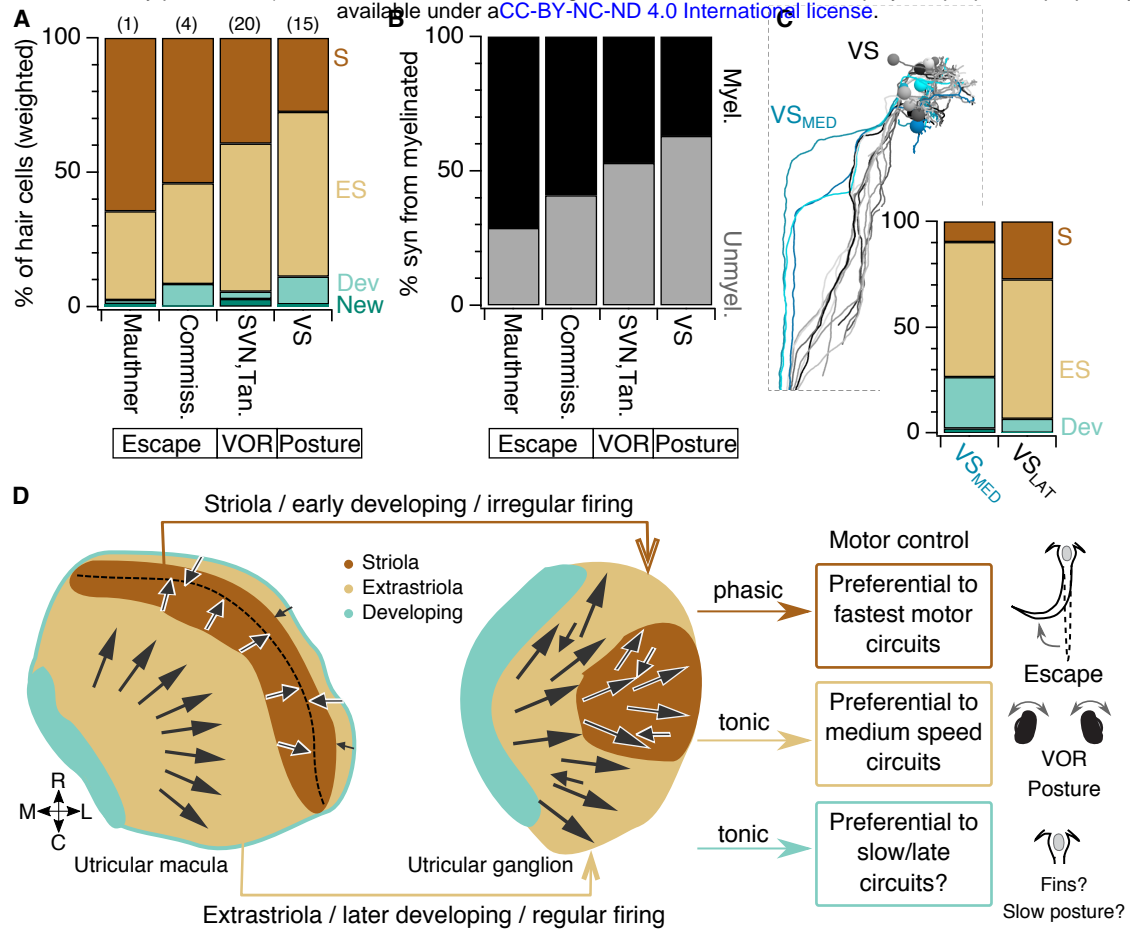 available under aCC-BY-NC-ND 4.0 International license.
A
(1) (4) (20) (15)
100
50
0
% of hair cells (weighted)
S
ES
Dev
New
Mauthner
Commiss.
SVN,Tan.
VS
Escape VOR Posture
B
100
50
0
% syn from myelinated
Myel.
Unmyel.
Mauthner
Commiss.
SVN,Tan.
VS
Escape VOR Posture
C
VS
VSMED
100
50
0
S
ES
Dev
VSMED
VSLAT
D
Striola / early developing / irregular firing
Striola
Extrastriola
Developing
R
M L
C
Utricular macula
Utricular ganglion
Extrastriola / later developing / regular firing
Motor control
phasic
Preferential to
fastest motor
circuits
Escape
tonic
Preferential to
medium speed
circuits
VOR
Posture
tonic
Preferential to
slow/late
circuits?
Fins?
Slow posture?